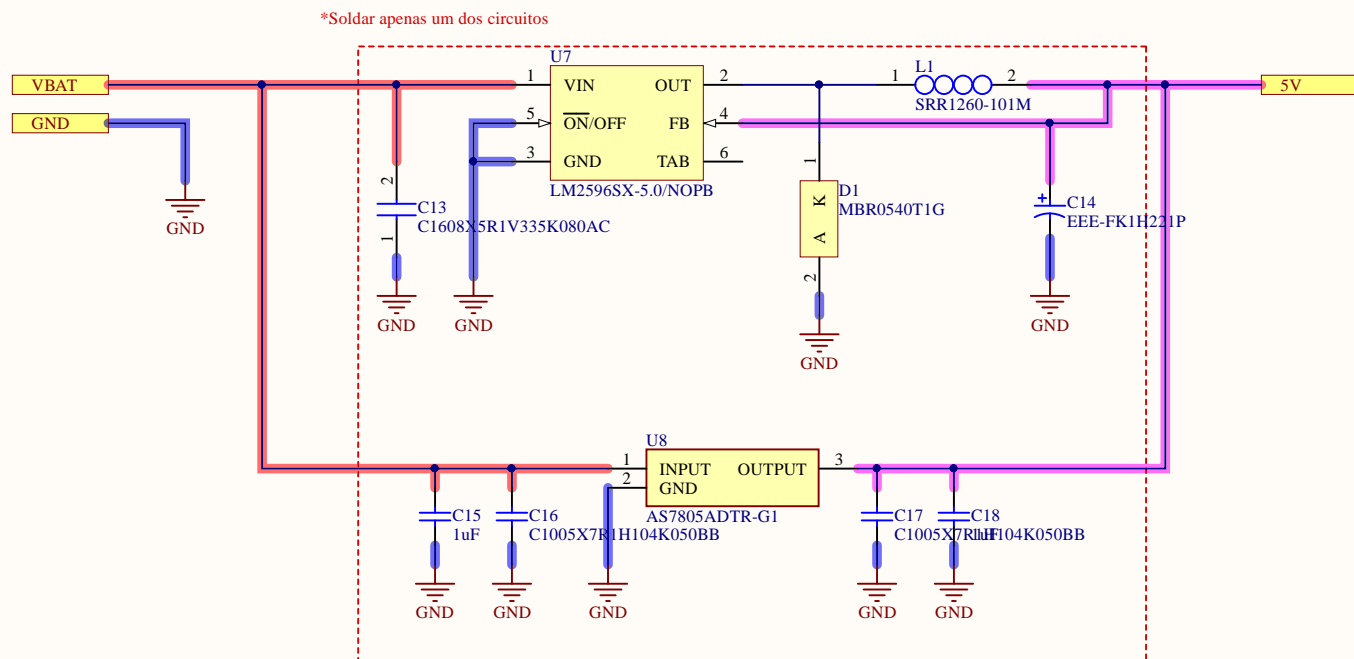 *Soldar apenas um dos circuitos
U7
VBAT
1
VIN
OUT
2
1
L1
2
5V
SRR1260-101M
GND
5
ON/OFF
FB
4
3
GND
TAB
6
LM2596SX-5.0/NOPB
2
C13
C1608X5R1V335K080AC
1
1
K
A
2
D1
MBR0540T1G
+
C14
EEE-FK1H221P
GND
GND
GND
GND
GND
U8
1
INPUT
OUTPUT
3
2
GND
AS7805ADTR-G1
C15
1uF
C16
C1005X7R1H104K050BB
C17
C1005X7R1H104K050BB
C18
1uF
GND
GND
GND
GND
GND